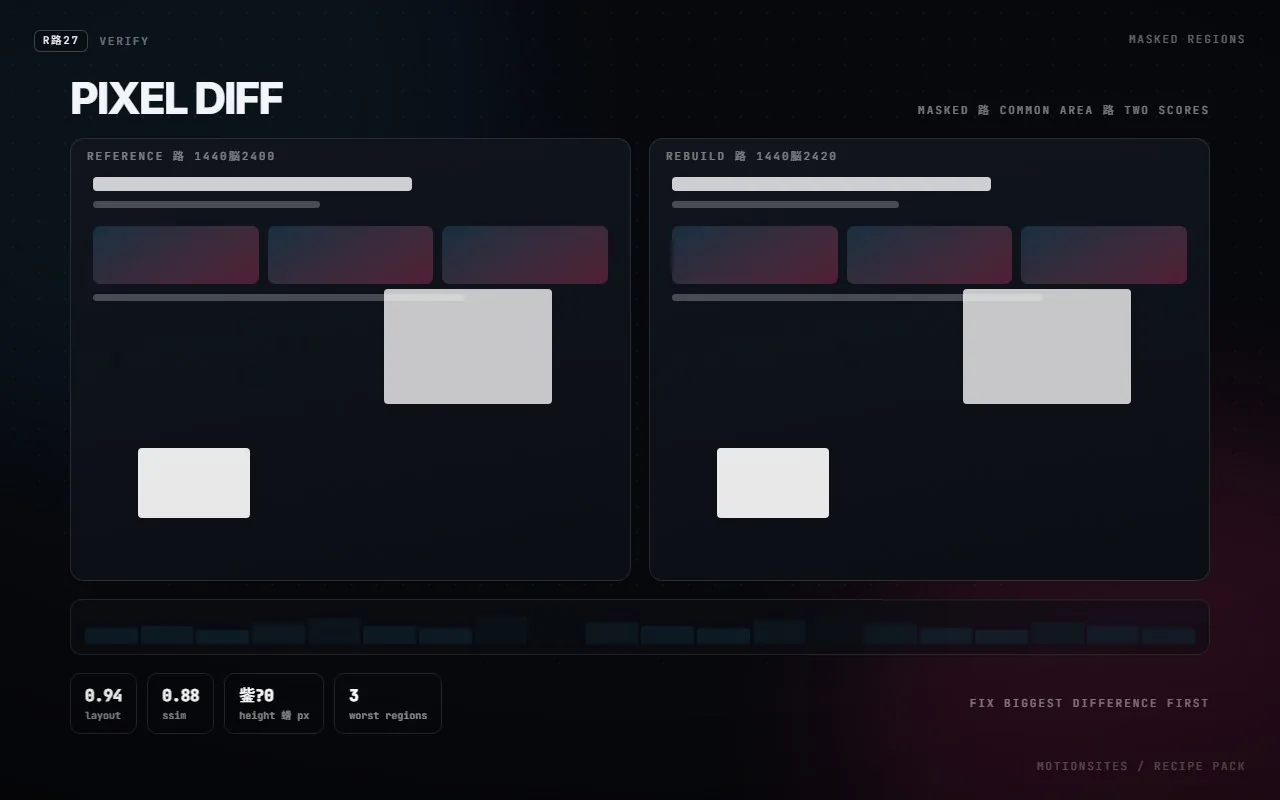 R路27 VERIFY
MASKED REGIONS
PIXEL DIFF
MASKED 路 COMMON AREA 路 TWO SCORES
REFERENCE 路 1440脳2400
REBUILD 路 1440脳2420
0.94
layout
0.88
ssim
鈭?0
height 蟺 px
3
worst regions
FIX BIGGEST DIFFERENCE FIRST
MOTIONSITES / RECIPE PACK